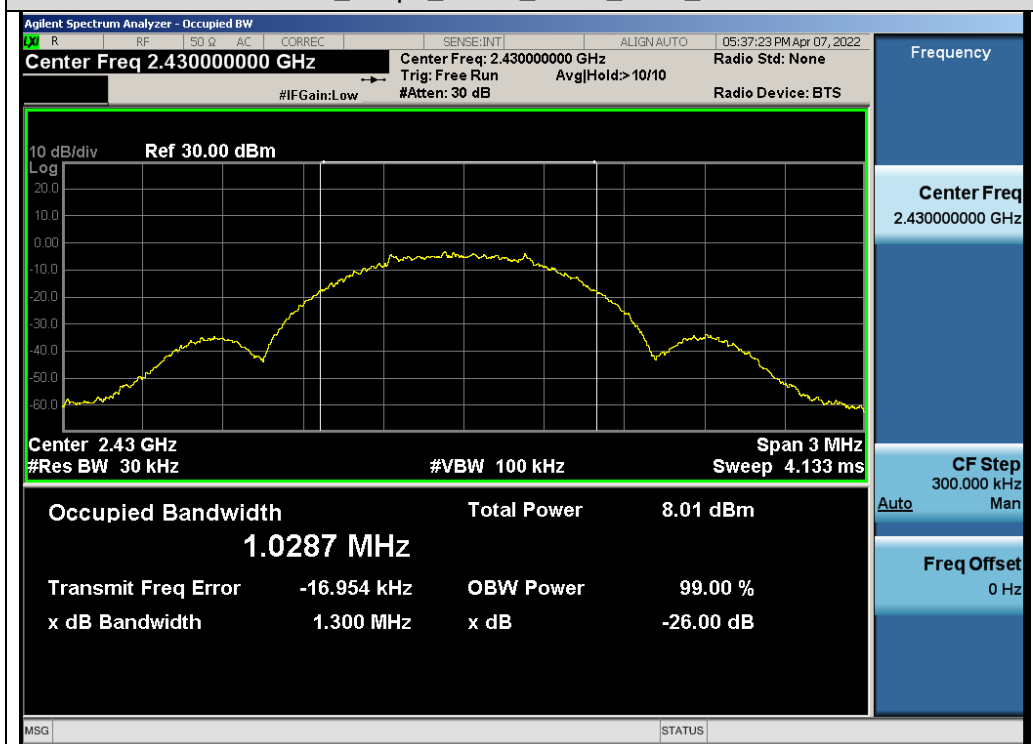 Agilent Spectrum Analyzer - Occupied BW
LXI R RF 50 Ω AC CORREC SENSE:INT ALIGN AUTO 05:37:23 PM Apr 07, 2022
Center Freq 2.430000000 GHz
Center Freq: 2.430000000 GHz Radio Std: None
Trig: Free Run Avg|Hold:>10/10
#IFGain:Low #Atten: 30 dB Radio Device: BTS
10 dB/div Ref 30.00 dBm
Log
20.0
10.0
0.00
-10.0
-20.0
-30.0
-40.0
-50.0
-60.0
Center 2.43 GHz Span 3 MHz
#Res BW 30 kHz #VBW 100 kHz Sweep 4.133 ms
Occupied Bandwidth Total Power 8.01 dBm
1.0287 MHz
Transmit Freq Error -16.954 kHz OBW Power 99.00 %
x dB Bandwidth 1.300 MHz x dB -26.00 dB
MSG STATUS
Frequency
Center Freq
2.430000000 GHz
CF Step
300.000 kHz
Auto Man
Freq Offset
0 Hz